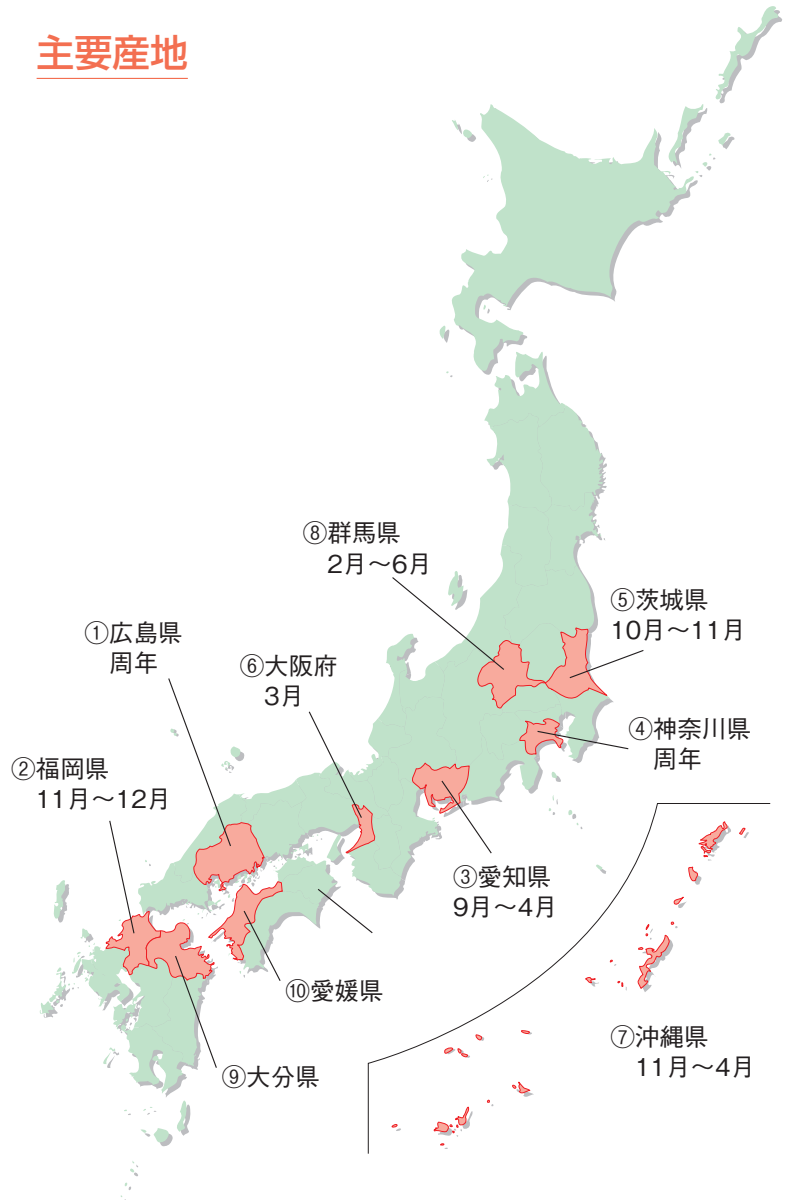 主要産地
⑧群馬県
2月～6月
⑤茨城県
10月～11月
①広島県
周年
⑥大阪府
3月
④神奈川県
周年
②福岡県
11月～12月
③愛知県
9月～4月
⑩愛媛県
⑦沖縄県
11月～4月
⑨大分県